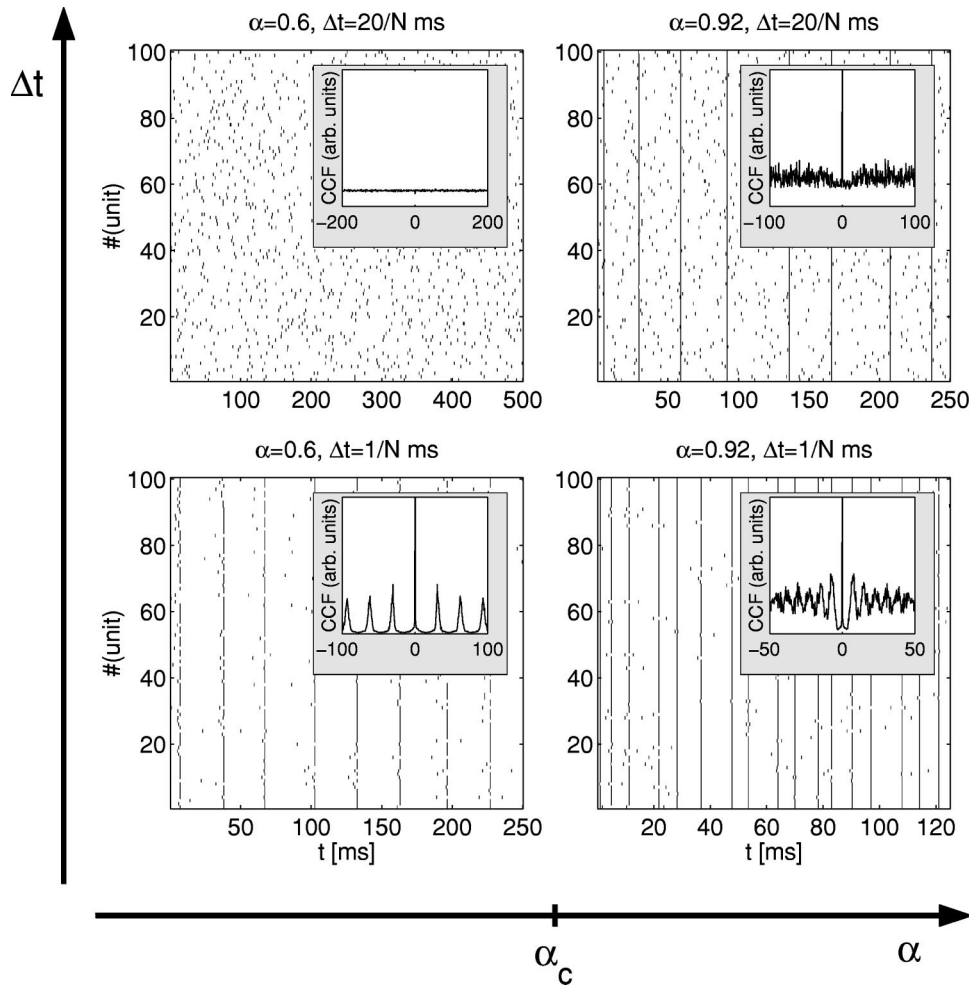 Δt
α=0.6, Δt=20/N ms
#(unit)
100
80
60
40
20
100 200 300 400 500
CCF (arb. units)
−200 0 200
α=0.92, Δt=20/N ms
100
80
60
40
20
50 100 150 200 250
CCF (arb. units)
−100 0 100
α=0.6, Δt=1/N ms
#(unit)
100
80
60
40
20
50 100 150 200 250
t [ms]
CCF (arb. units)
−100 0 100
α=0.92, Δt=1/N ms
100
80
60
40
20
20 40 60 80 100 120
t [ms]
CCF (arb. units)
−50 0 50
αc
α